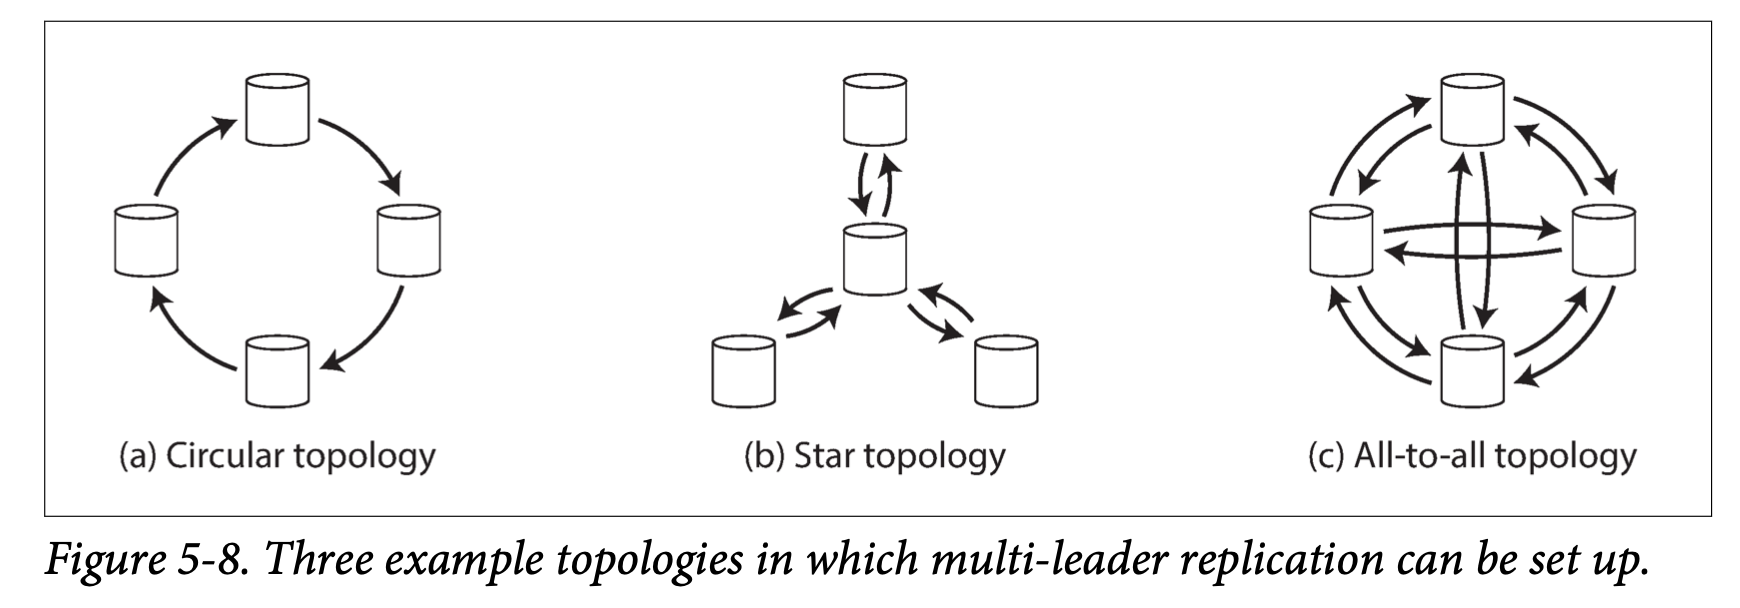 (a) Circular topology
(b) Star topology
(c) All-to-all topology
Figure 5-8. Three example topologies in which multi-leader replication can be set up.